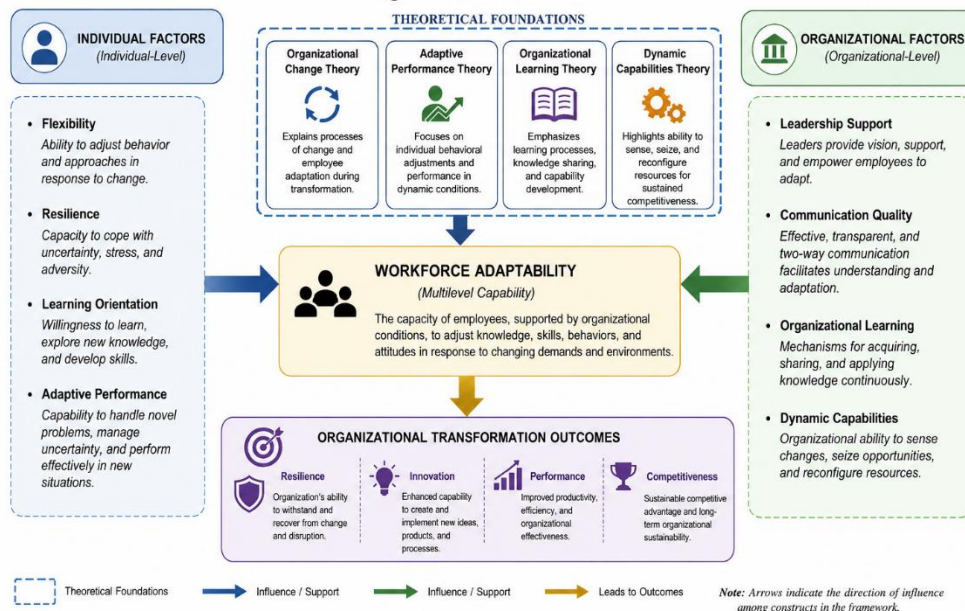 THEORETICAL FOUNDATIONS
INDIVIDUAL FACTORS
(Individual-Level)
• Flexibility
Ability to adjust behavior
and approaches in
response to change.
• Resilience
Capacity to cope with
uncertainty, stress, and
adversity.
• Learning Orientation
Willingness to learn,
explore new knowledge,
and develop skills.
• Adaptive Performance
Capability to handle novel
problems, manage
uncertainty, and perform
effectively in new
situations.
Organizational
Change Theory
Explains processes
of change and
employee
adaptation during
transformation.
Adaptive
Performance Theory
Focuses on
individual behavioral
adjustments and
performance in
dynamic conditions.
Organizational
Learning Theory
Emphasizes
learning processes,
knowledge sharing,
and capability
development.
Dynamic
Capabilities Theory
Highlights ability to
sense, seize, and
reconfigure
resources for
sustained
competitiveness.
ORGANIZATIONAL FACTORS
(Organizational-Level)
• Leadership Support
Leaders provide vision, support,
and empower employees to
adapt.
• Communication Quality
Effective, transparent, and
two-way communication
facilitates understanding and
adaptation.
• Organizational Learning
Mechanisms for acquiring,
sharing, and applying
knowledge continuously.
• Dynamic Capabilities
Organizational ability to sense
changes, seize opportunities,
and reconfigure resources.
WORKFORCE ADAPTABILITY
(Multilevel Capability)
The capacity of employees, supported by organizational
conditions, to adjust knowledge, skills, behaviors, and
attitudes in response to changing demands and environments.
ORGANIZATIONAL TRANSFORMATION OUTCOMES
Resilience
Organization's ability
to withstand and
recover from change
and disruption.
Innovation
Enhanced capability
to create and
implement new ideas,
products, and
processes.
Performance
Improved productivity,
efficiency, and
organizational
effectiveness.
Competitiveness
Sustainable competitive
advantage and long-
term organizational
sustainability.
Theoretical Foundations
Influence / Support
Influence / Support
Leads to Outcomes
Note: Arrows indicate the direction of influence
among constructs in the framework.